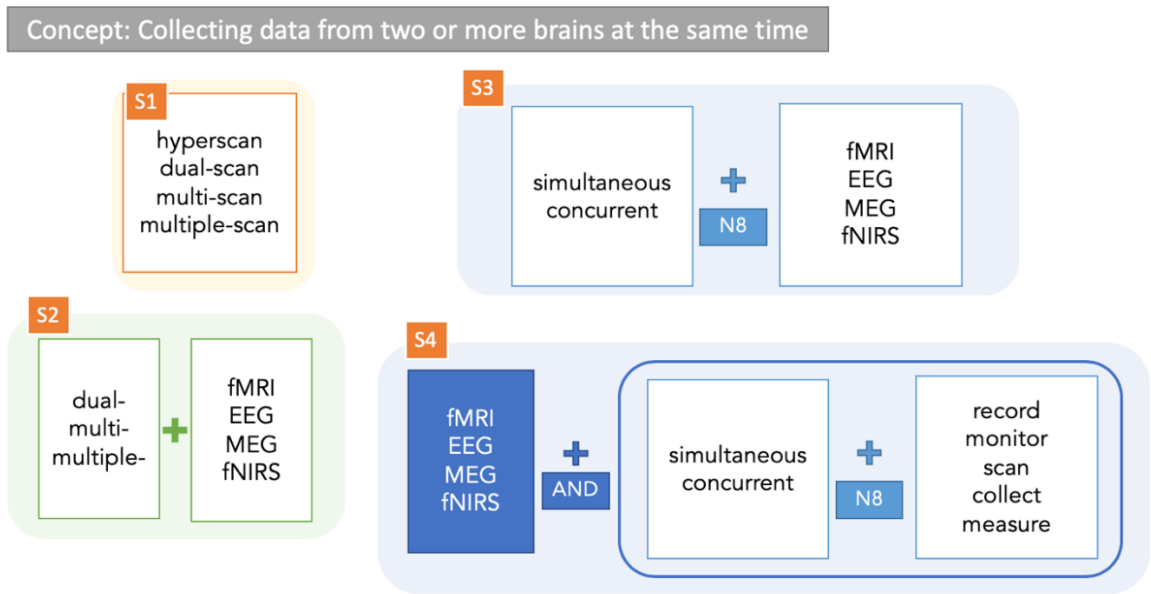 Concept: Collecting data from two or more brains at the same time
S1
hyperscan
dual-scan
multi-scan
multiple-scan
S2
dual-
multi-
multiple-
+
fMRI
EEG
MEG
fNIRS
S3
simultaneous
concurrent
+
N8
fMRI
EEG
MEG
fNIRS
S4
fMRI
EEG
MEG
fNIRS
+
AND
simultaneous
concurrent
+
N8
record
monitor
scan
collect
measure